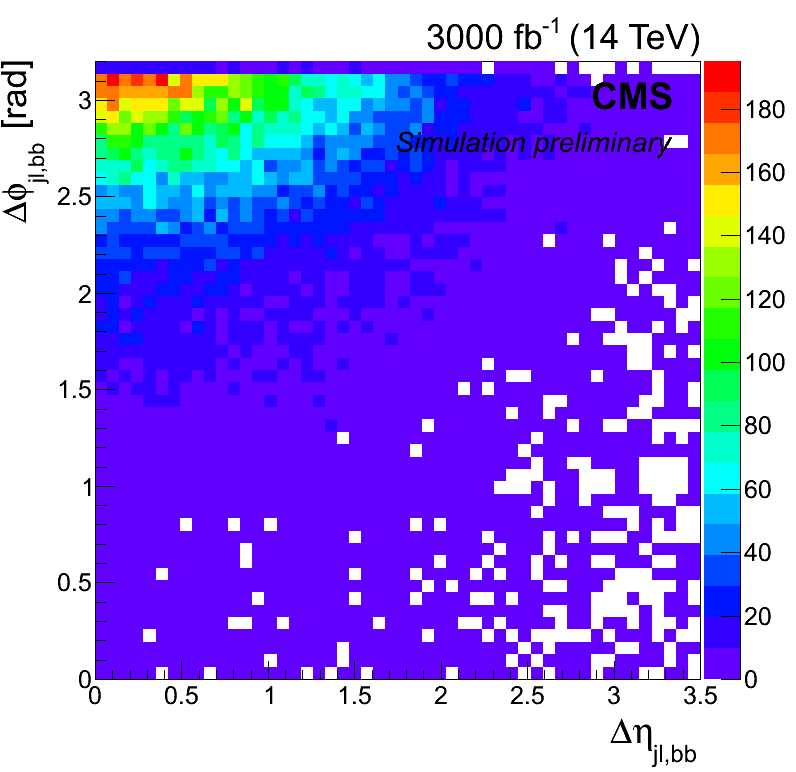 3000 fb-1 (14 TeV)
CMS
Simulation preliminary
Δϕjl,bb [rad]
3
2.5
2
1.5
1
0.5
0
0 0.5 1 1.5 2 2.5 3 3.5
Δηjl,bb
180
160
140
120
100
80
60
40
20
0